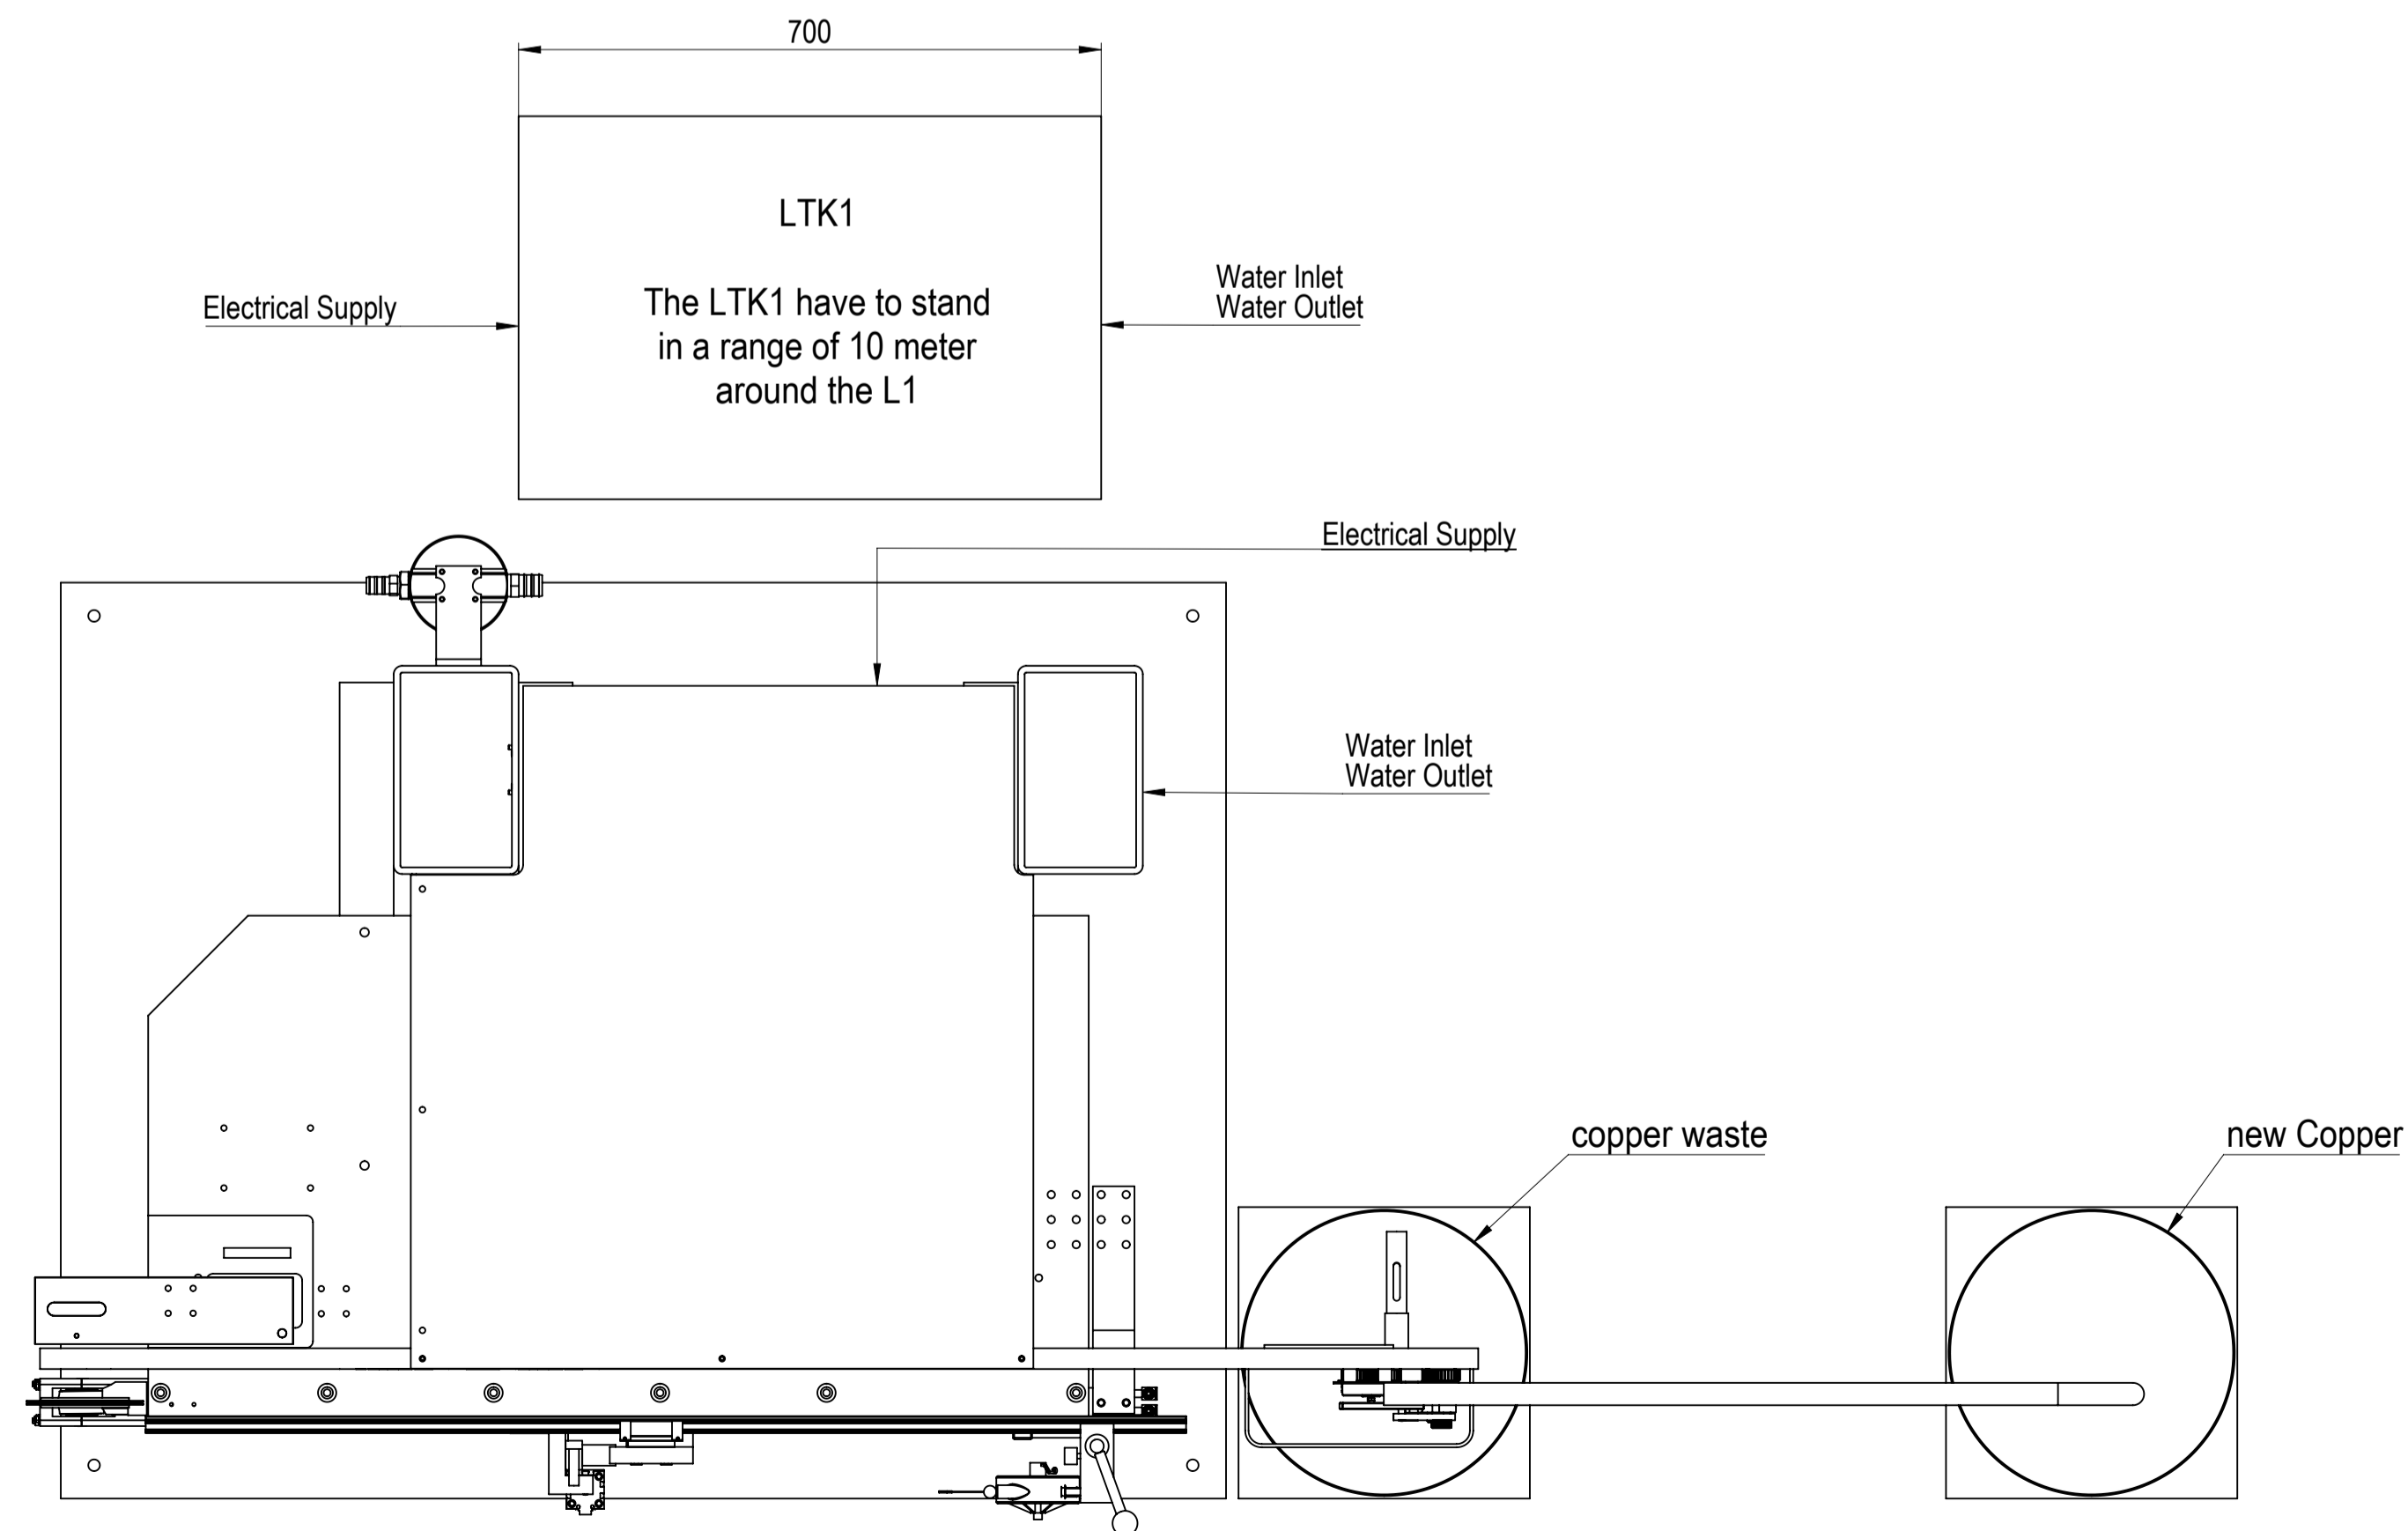 700
LTK1
The LTK1 have to stand
in a range of 10 meter
around the L1
Electrical Supply
Water Inlet
Water Outlet
Electrical Supply
Water Inlet
Water Outlet
copper waste
new Copper